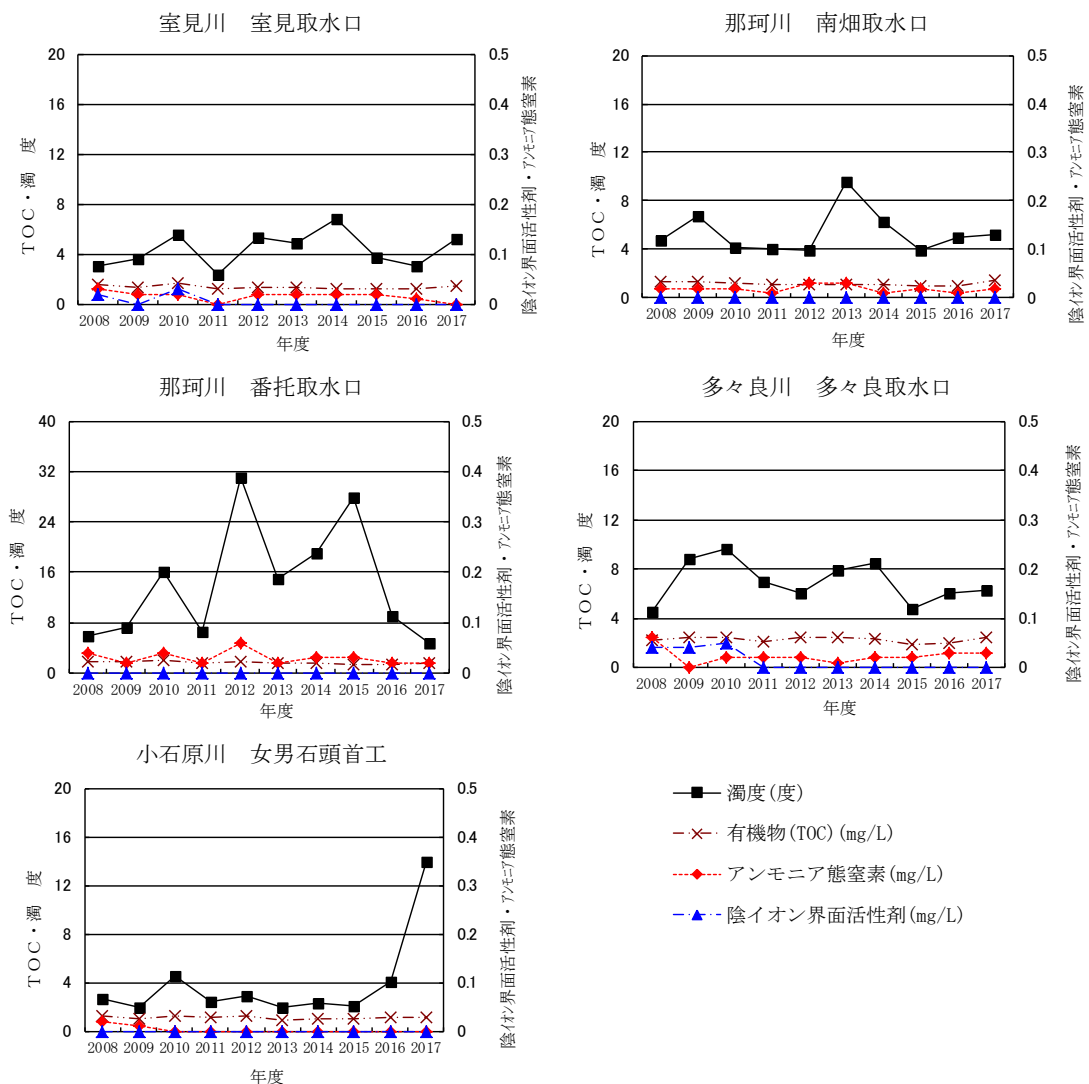 室見川　室見取水口
20
16
12
8
4
0
0.5
0.4
0.3
0.2
0.1
0
ＴＯＣ・濁　度
陰イオン界面活性剤・アンモニア態窒素
2008 2009 2010 2011 2012 2013 2014 2015 2016 2017
年度
那珂川　南畑取水口
20
16
12
8
4
0
0.5
0.4
0.3
0.2
0.1
0
ＴＯＣ・濁　度
陰イオン界面活性剤・アンモニア態窒素
2008 2009 2010 2011 2012 2013 2014 2015 2016 2017
年度
那珂川　番托取水口
40
32
24
16
8
0
0.5
0.4
0.3
0.2
0.1
0
ＴＯＣ・濁　度
陰イオン界面活性剤・アンモニア態窒素
2008 2009 2010 2011 2012 2013 2014 2015 2016 2017
年度
多々良川　多々良取水口
20
16
12
8
4
0
0.5
0.4
0.3
0.2
0.1
0
ＴＯＣ・濁　度
陰イオン界面活性剤・アンモニア態窒素
2008 2009 2010 2011 2012 2013 2014 2015 2016 2017
年度
小石原川　女男石頭首工
20
16
12
8
4
0
0.5
0.4
0.3
0.2
0.1
0
ＴＯＣ・濁　度
陰イオン界面活性剤・アンモニア態窒素
2008 2009 2010 2011 2012 2013 2014 2015 2016 2017
年度
濁度(度)
有機物(TOC)(mg/L)
アンモニア態窒素(mg/L)
陰イオン界面活性剤(mg/L)